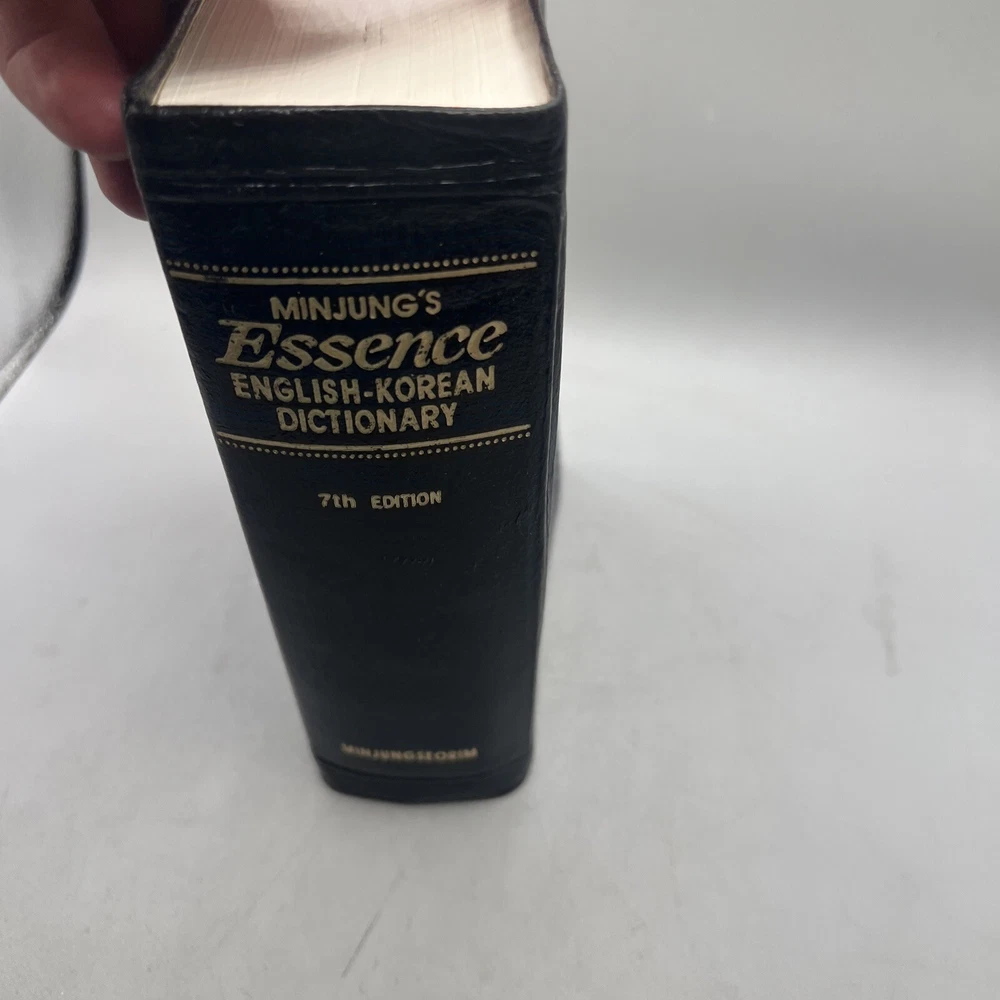 MINJUNG'S
Essence
ENGLISH-KOREAN
DICTIONARY
7th EDITION
MINJUNGSEORIM